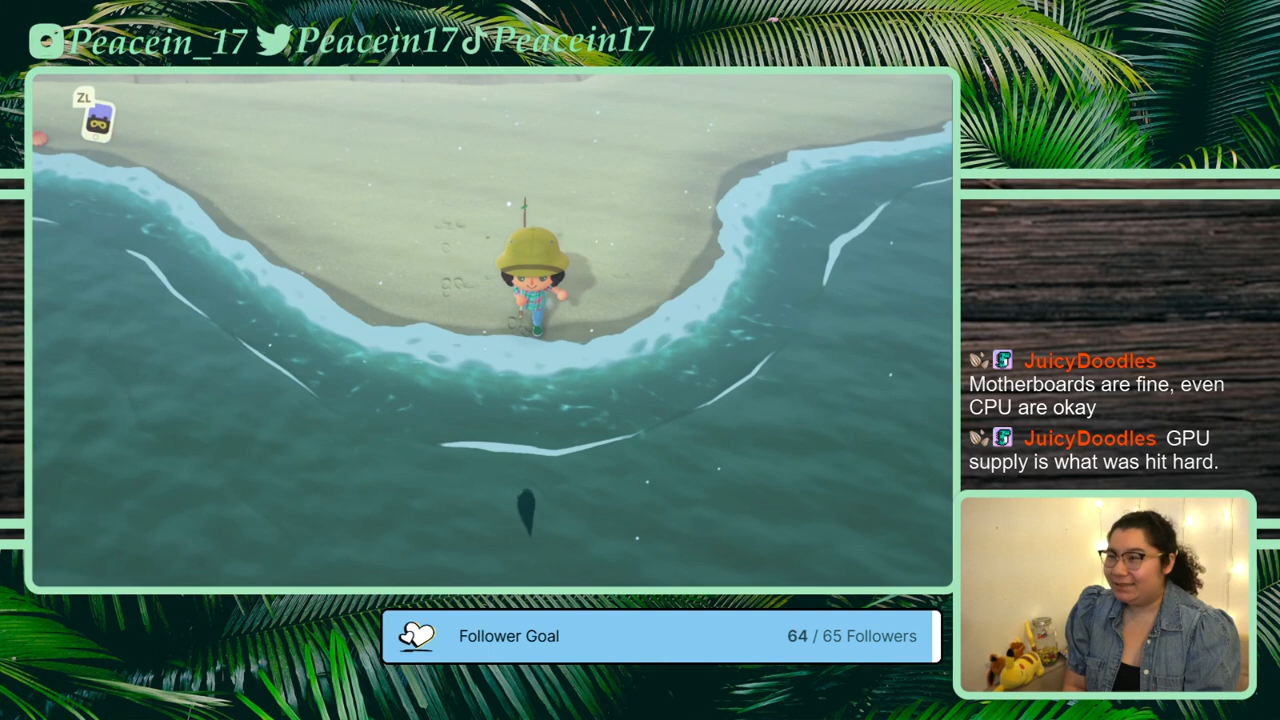 Peacein_17 Peacein17 Peacein17
ZL
JuicyDoodles
Motherboards are fine, even
CPU are okay
JuicyDoodles GPU
supply is what was hit hard.
Follower Goal 64 / 65 Followers